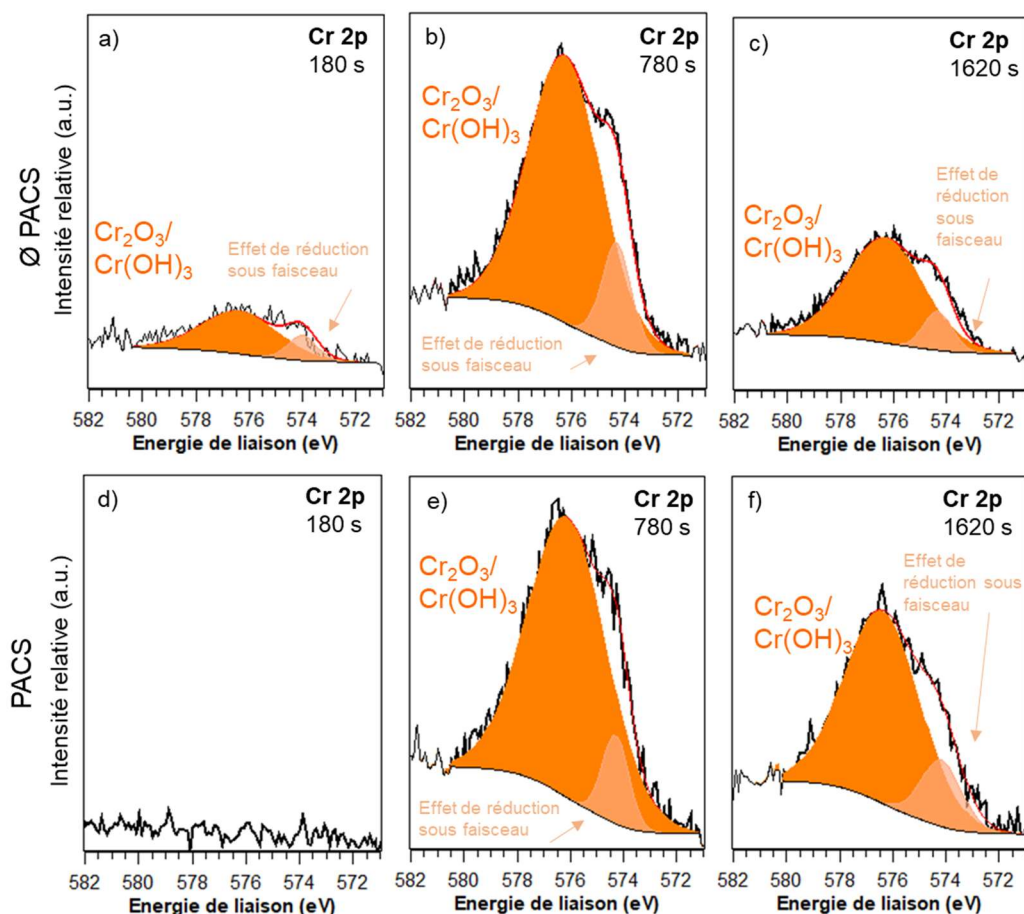 Ø PACS
Intensité relative (a.u.)
a)
Cr 2p
180 s
Cr₂O₃/
Cr(OH)₃
Effet de réduction
sous faisceau
582 580 578 576 574 572
Energie de liaison (eV)
b)
Cr 2p
780 s
Cr₂O₃/
Cr(OH)₃
Effet de réduction
sous faisceau
582 580 578 576 574 572
Energie de liaison (eV)
c)
Cr 2p
1620 s
Effet de
réduction
sous
faisceau
Cr₂O₃/
Cr(OH)₃
582 580 578 576 574 572
Energie de liaison (eV)
PACS
Intensité relative (a.u.)
d)
Cr 2p
180 s
582 580 578 576 574 572
Energie de liaison (eV)
e)
Cr 2p
780 s
Cr₂O₃/
Cr(OH)₃
Effet de réduction
sous faisceau
582 580 578 576 574 572
Energie de liaison (eV)
f)
Cr 2p
1620 s
Effet de
réduction sous
faisceau
Cr₂O₃/
Cr(OH)₃
582 580 578 576 574 572
Energie de liaison (eV)